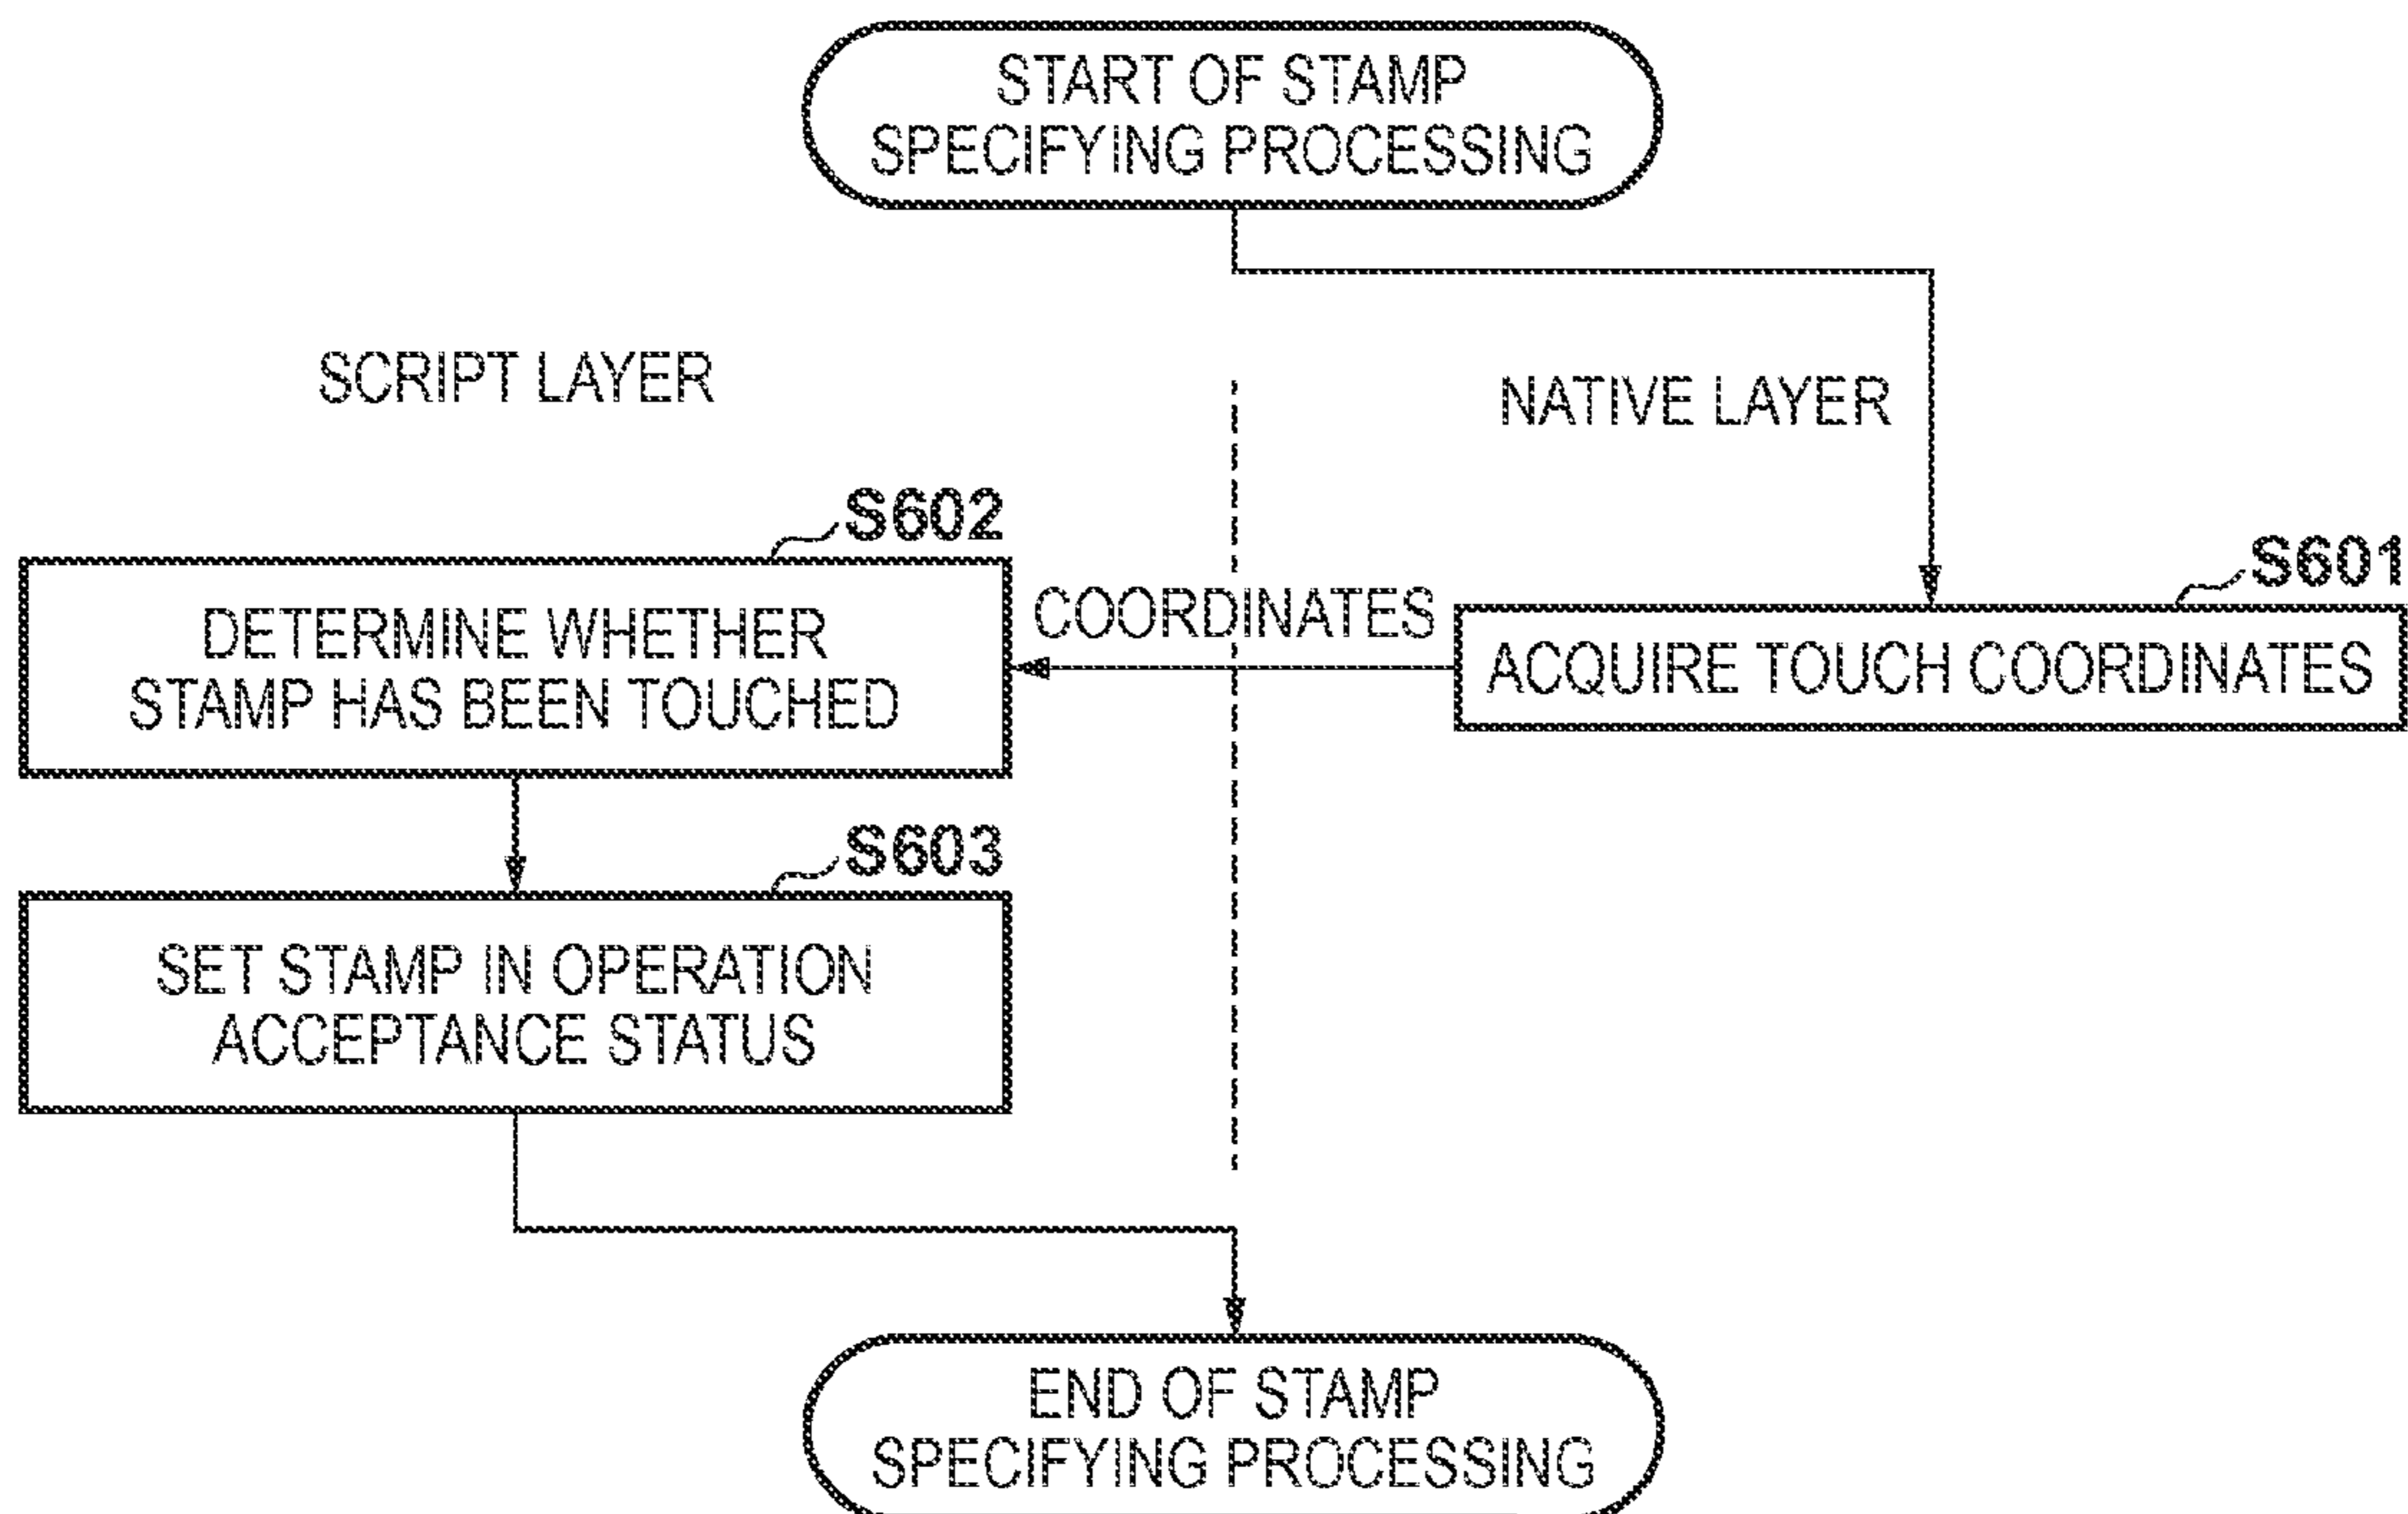 START OF STAMP
SPECIFYING PROCESSING
SCRIPT LAYER
NATIVE LAYER
S602
S601
DETERMINE WHETHER
STAMP HAS BEEN TOUCHED
COORDINATES
ACQUIRE TOUCH COORDINATES
S603
SET STAMP IN OPERATION
ACCEPTANCE STATUS
END OF STAMP
SPECIFYING PROCESSING